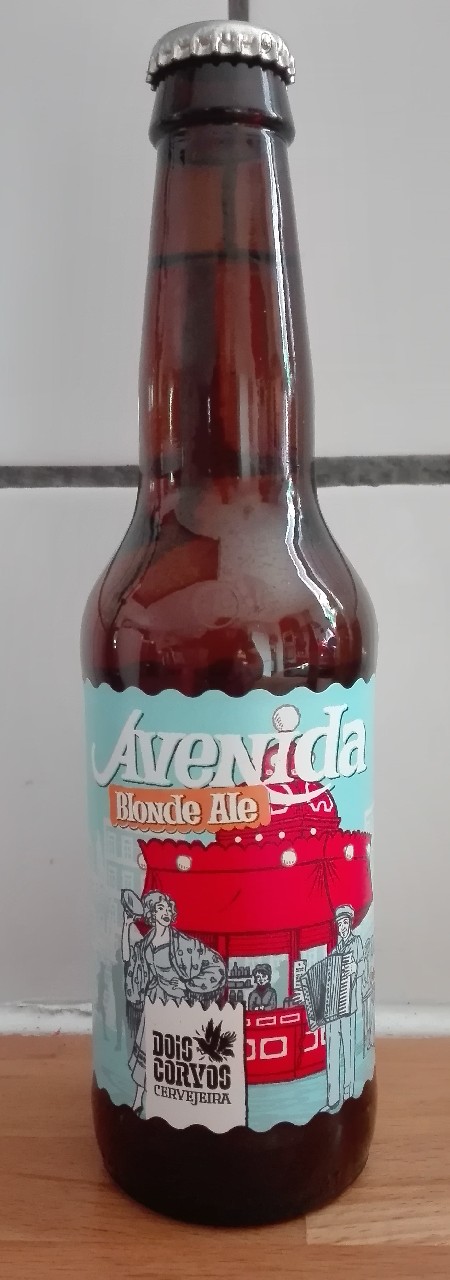 Avenida
Blonde Ale
DOIS
CORVOS
CERVEJEIRA